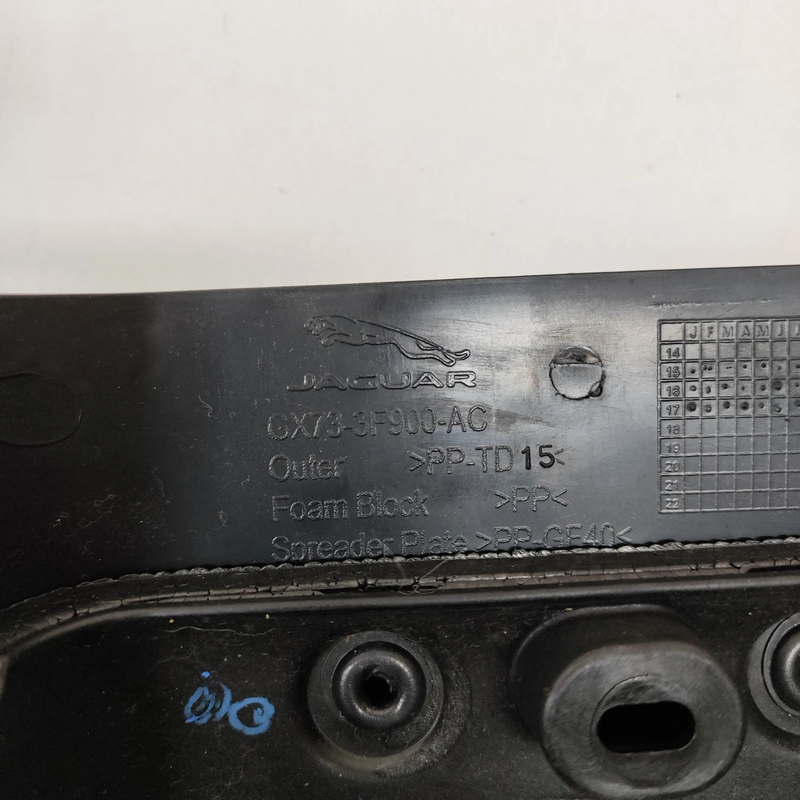 JAGUAR
GX73-3F900-AC
Outer >PP-TD15<
Foam Block >PP<
Spreader Plate >PP-GF40<
J F M A M J J
14
15
16
17
18
19
20
21
22